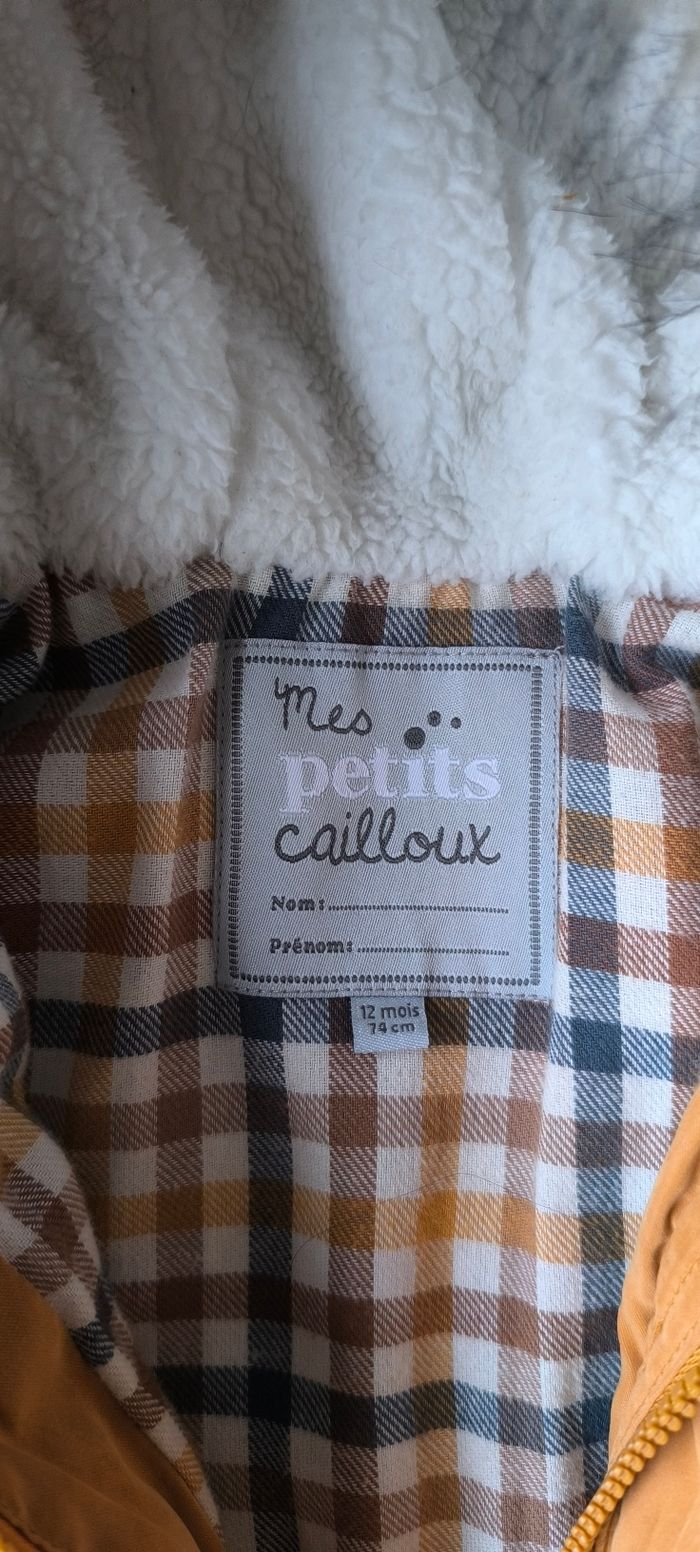 Mes
petits
cailloux
Nom:
Prénom:
12 mois
74 cm